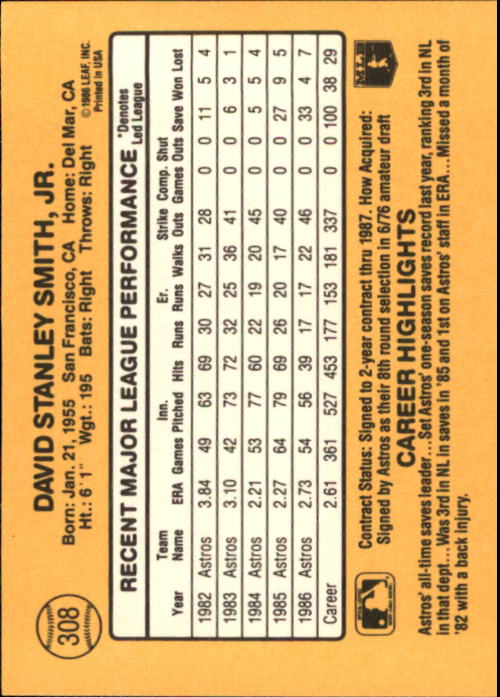 308
DAVID STANLEY SMITH, JR.
Born: Jan. 21, 1955 San Francisco, CA Home: Del Mar, CA
Ht.: 6'1" Wgt.: 195 Bats: Right Throws: Right
©1986 LEAF, INC.
Printed in USA
RECENT MAJOR LEAGUE PERFORMANCE *Denotes Led League
Year Team Name ERA Games Inn. Pitched Hits Runs Er. Runs Walks Strike Outs Comp. Games Shut Outs Save Won Lost
1982 Astros 3.84 49 63 69 30 27 31 28 0 0 11 5 4
1983 Astros 3.10 42 73 72 32 25 36 41 0 0 6 3 1
1984 Astros 2.21 53 77 60 22 19 20 45 0 0 5 5 4
1985 Astros 2.27 64 79 69 26 20 17 40 0 0 27 9 5
1986 Astros 2.73 54 56 39 17 17 22 46 0 0 33 4 7
Career 2.61 361 527 453 177 153 181 337 0 0 100 38 29
Contract Status: Signed to 2-year contract thru 1987. How Acquired:
Signed by Astros as their 8th round selection in 6/76 amateur draft
CAREER HIGHLIGHTS
MLB
Astros' all-time saves leader...Set Astros' one-season saves record last year, ranking 3rd in NL
in that dept...Was 3rd in NL in saves in '85 and 1st on Astros' staff in ERA...Missed a month of
'82 with a back injury.